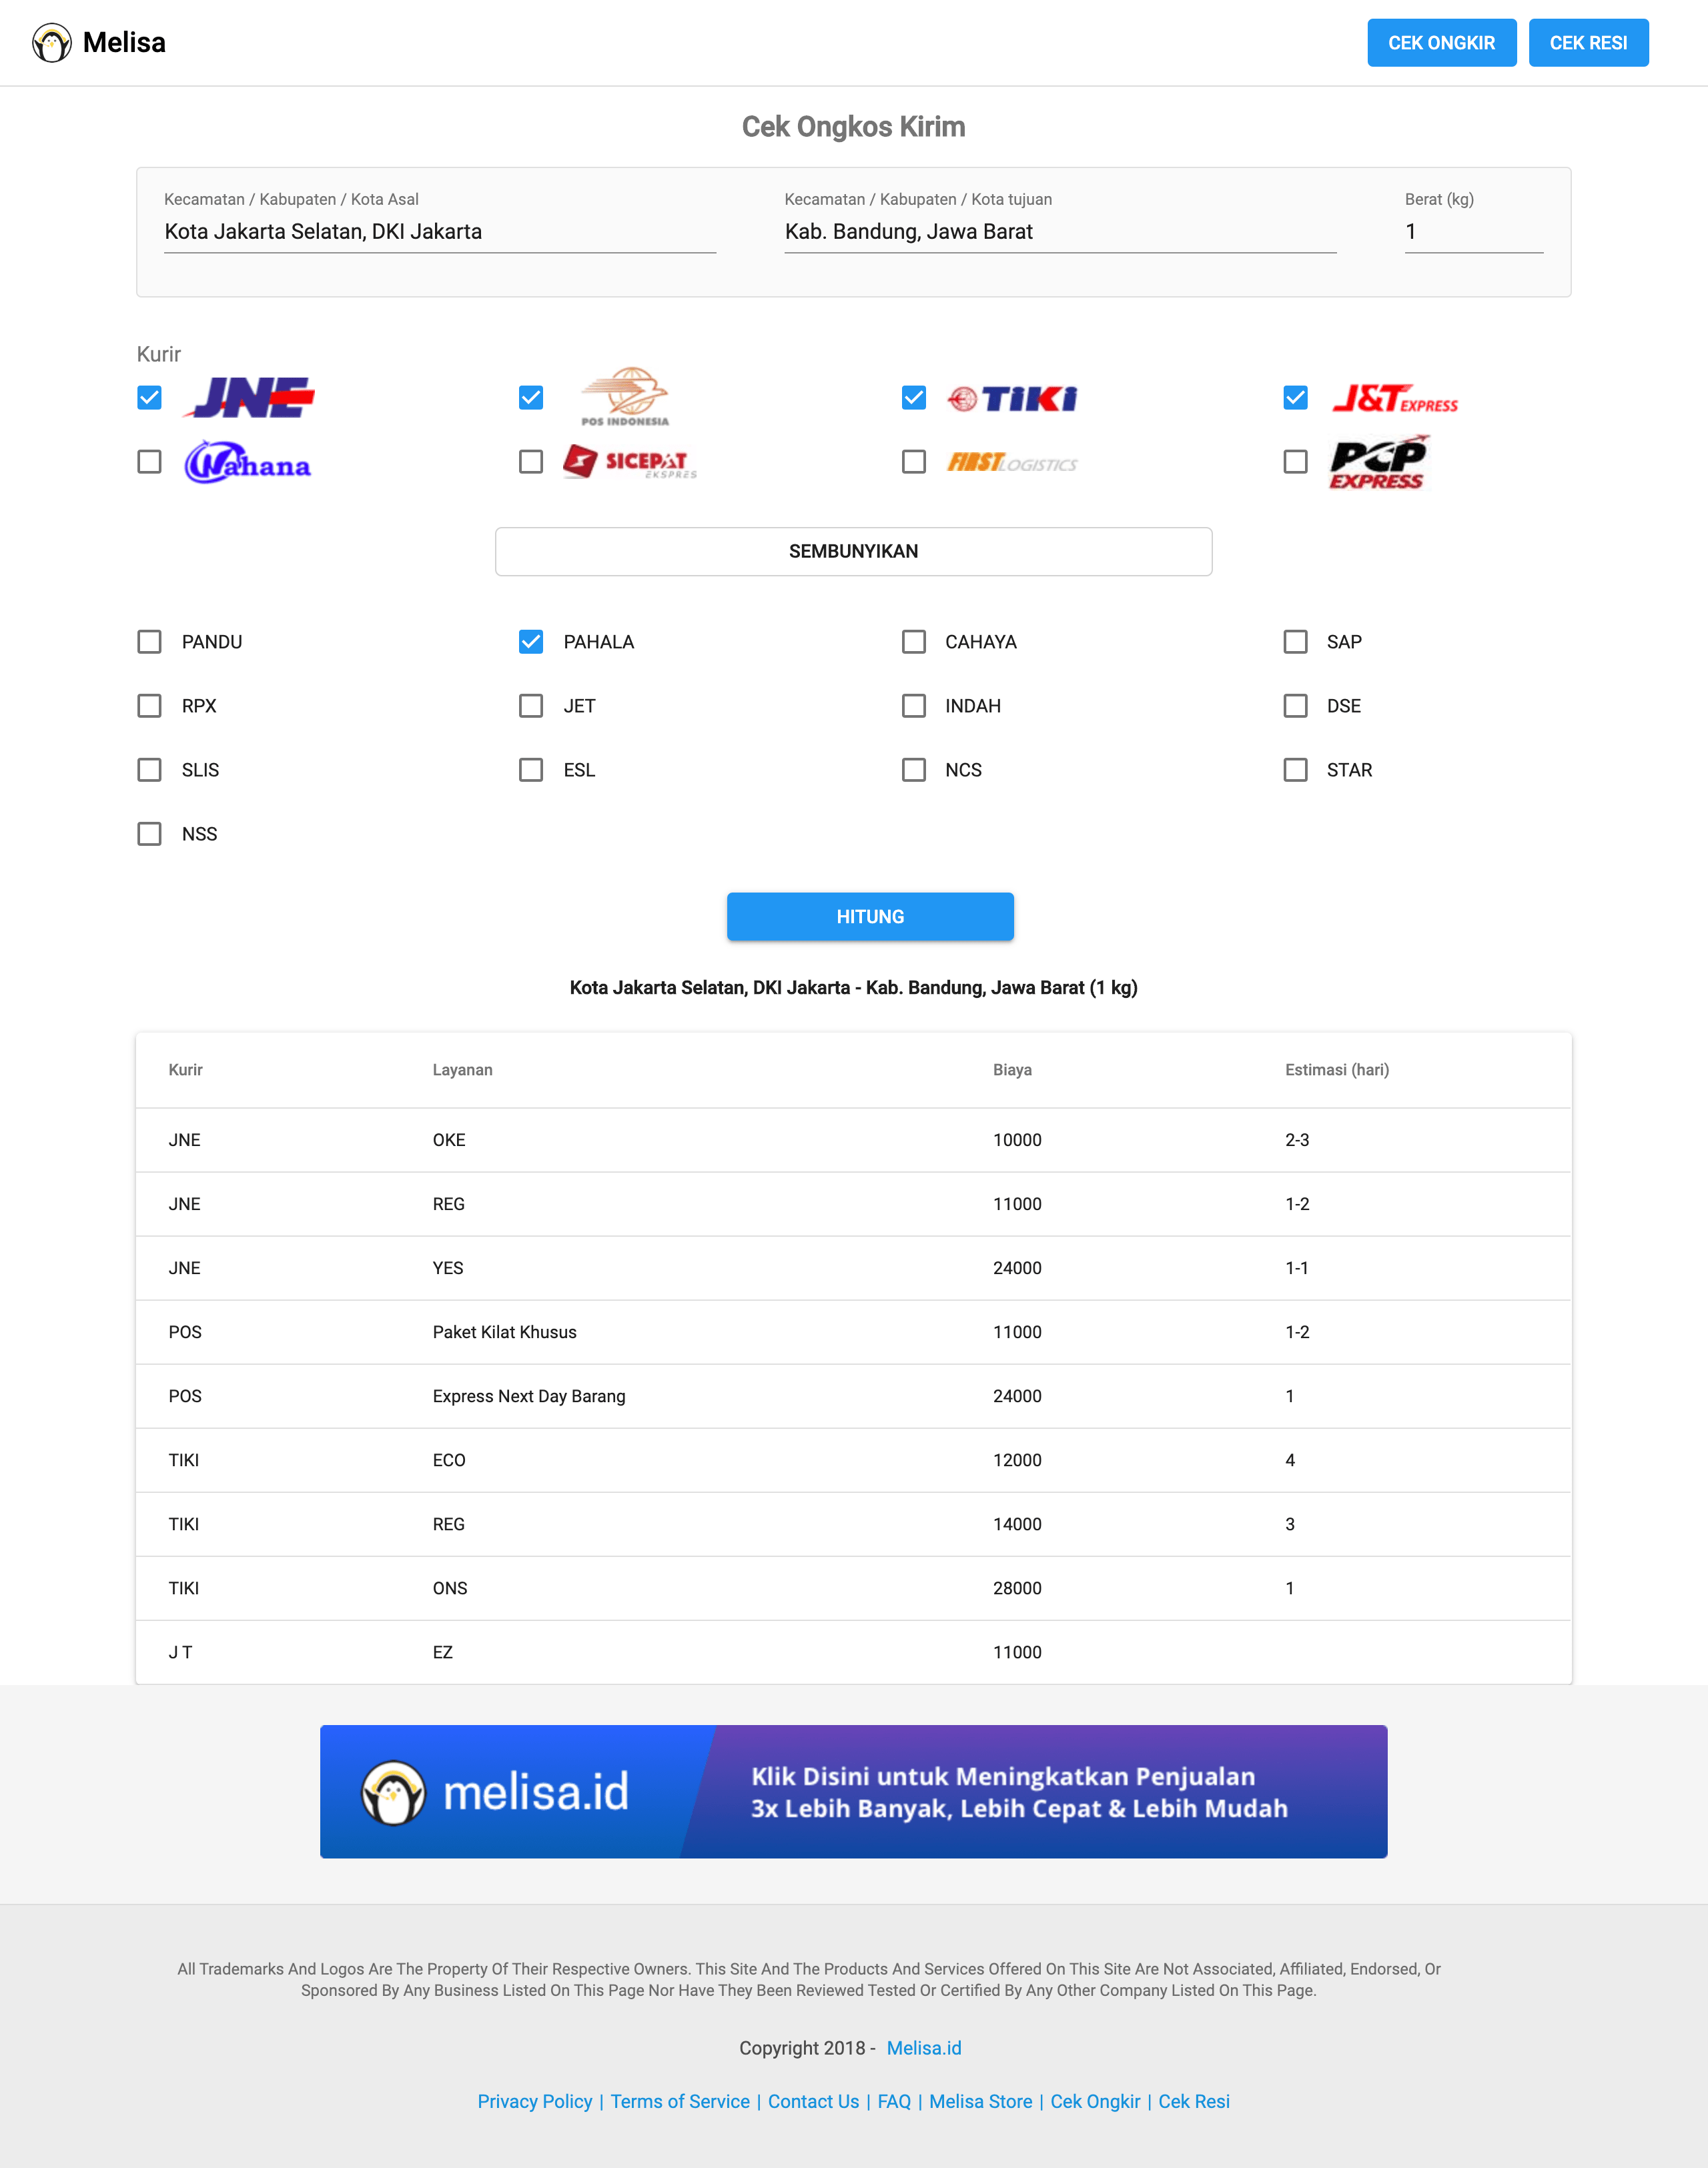 Melisa
CEK ONGKIR
CEK RESI
Cek Ongkos Kirim
Kecamatan / Kabupaten / Kota Asal
Kota Jakarta Selatan, DKI Jakarta
Kecamatan / Kabupaten / Kota tujuan
Kab. Bandung, Jawa Barat
Berat (kg)
1
Kurir
JNE
POS INDONESIA
TIKI
J&T EXPRESS
Wahana
SICEPAT EKSPRES
FIRST LOGISTICS
PCP EXPRESS
SEMBUNYIKAN
PANDU
PAHALA
CAHAYA
SAP
RPX
JET
INDAH
DSE
SLIS
ESL
NCS
STAR
NSS
HITUNG
Kota Jakarta Selatan, DKI Jakarta - Kab. Bandung, Jawa Barat (1 kg)
Kurir Layanan Biaya Estimasi (hari)
JNE OKE 10000 2-3
JNE REG 11000 1-2
JNE YES 24000 1-1
POS Paket Kilat Khusus 11000 1-2
POS Express Next Day Barang 24000 1
TIKI ECO 12000 4
TIKI REG 14000 3
TIKI ONS 28000 1
J T EZ 11000
melisa.id
Klik Disini untuk Meningkatkan Penjualan
3x Lebih Banyak, Lebih Cepat & Lebih Mudah
All Trademarks And Logos Are The Property Of Their Respective Owners. This Site And The Products And Services Offered On This Site Are Not Associated, Affiliated, Endorsed, Or
Sponsored By Any Business Listed On This Page Nor Have They Been Reviewed Tested Or Certified By Any Other Company Listed On This Page.
Copyright 2018 - Melisa.id
Privacy Policy | Terms of Service | Contact Us | FAQ | Melisa Store | Cek Ongkir | Cek Resi